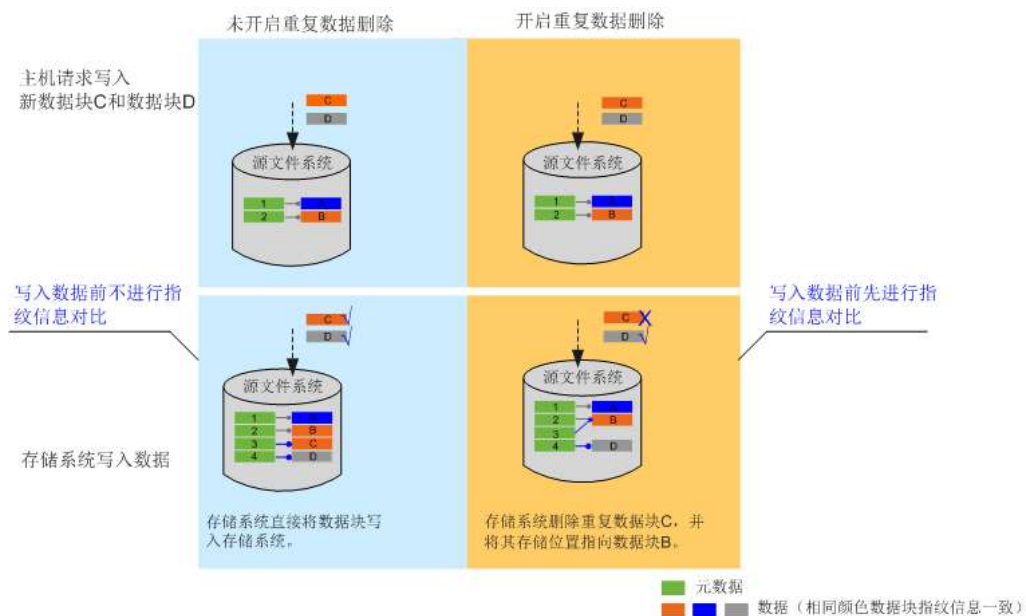 未开启重复数据删除
开启重复数据删除
主机请求写入
新数据块C和数据块D
C
D
源文件系统
1 A
2 B
C
D
源文件系统
1 A
2 B
写入数据前不进行指
纹信息对比
写入数据前先进行指
纹信息对比
C
D
源文件系统
1 A
2 B
3 C
4 D
C X
D
源文件系统
1 A
2 B
3
4 D
存储系统写入数据
存储系统直接将数据块写
入存储系统。
存储系统删除重复数据块C，并
将其存储位置指向数据块B。
元数据
数据（相同颜色数据块指纹信息一致）